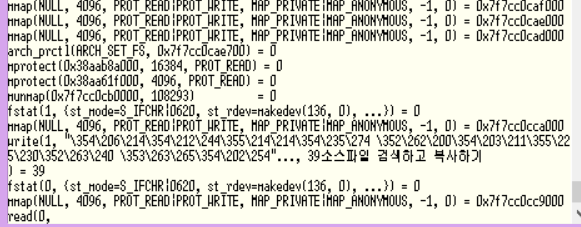 mmap(NULL, 4096, PROT_READ|PROT_WRITE, MAP_PRIVATE|MAP_ANONYMOUS, -1, 0) = 0x7f7cc0caf000
mmap(NULL, 4096, PROT_READ|PROT_WRITE, MAP_PRIVATE|MAP_ANONYMOUS, -1, 0) = 0x7f7cc0cae000
mmap(NULL, 4096, PROT_READ|PROT_WRITE, MAP_PRIVATE|MAP_ANONYMOUS, -1, 0) = 0x7f7cc0cad000
arch_prctl(ARCH_SET_FS, 0x7f7cc0cae700) = 0
mprotect(0x38aab8a000, 16384, PROT_READ) = 0
mprotect(0x38aa61f000, 4096, PROT_READ) = 0
munmap(0x7f7cc0cb0000, 108293)          = 0
fstat(1, {st_mode=S_IFCHR|0620, st_rdev=makedev(136, 0), ...}) = 0
mmap(NULL, 4096, PROT_READ|PROT_WRITE, MAP_PRIVATE|MAP_ANONYMOUS, -1, 0) = 0x7f7cc0cca000
write(1, "\354\206\214\354\212\244\355\214\214\354\235\274 \352\262\200\354\203\211\355\22
5\230\352\263\240 \353\263\265\354\202\254"..., 39소스파일 검색하고 복사하기
) = 39
fstat(0, {st_mode=S_IFCHR|0620, st_rdev=makedev(136, 0), ...}) = 0
mmap(NULL, 4096, PROT_READ|PROT_WRITE, MAP_PRIVATE|MAP_ANONYMOUS, -1, 0) = 0x7f7cc0cc9000
read(0,